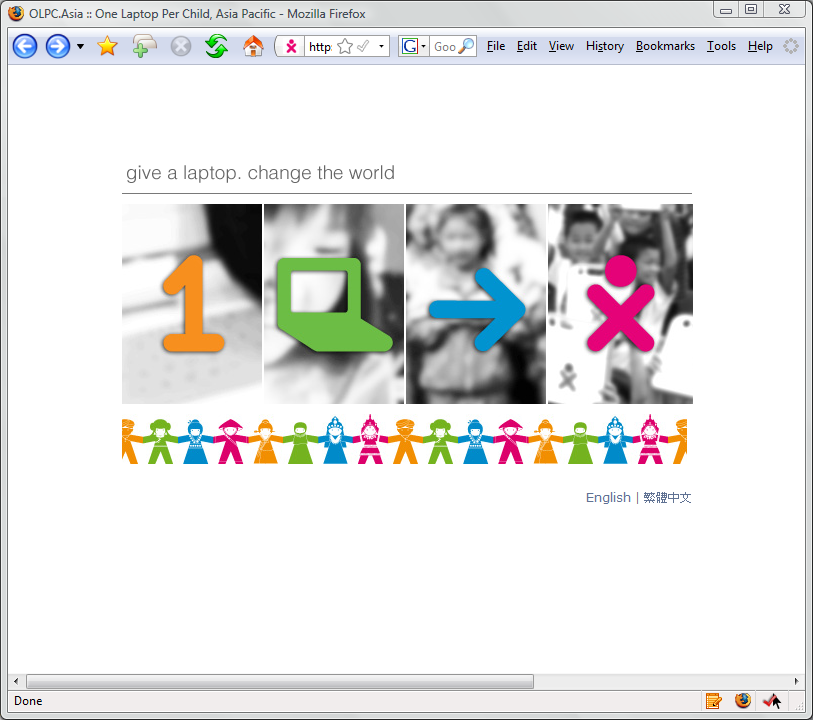 OLPC.Asia :: One Laptop Per Child, Asia Pacific - Mozilla Firefox
http: Goo File Edit View History Bookmarks Tools Help
give a laptop. change the world
1
English | 繁體中文
Done